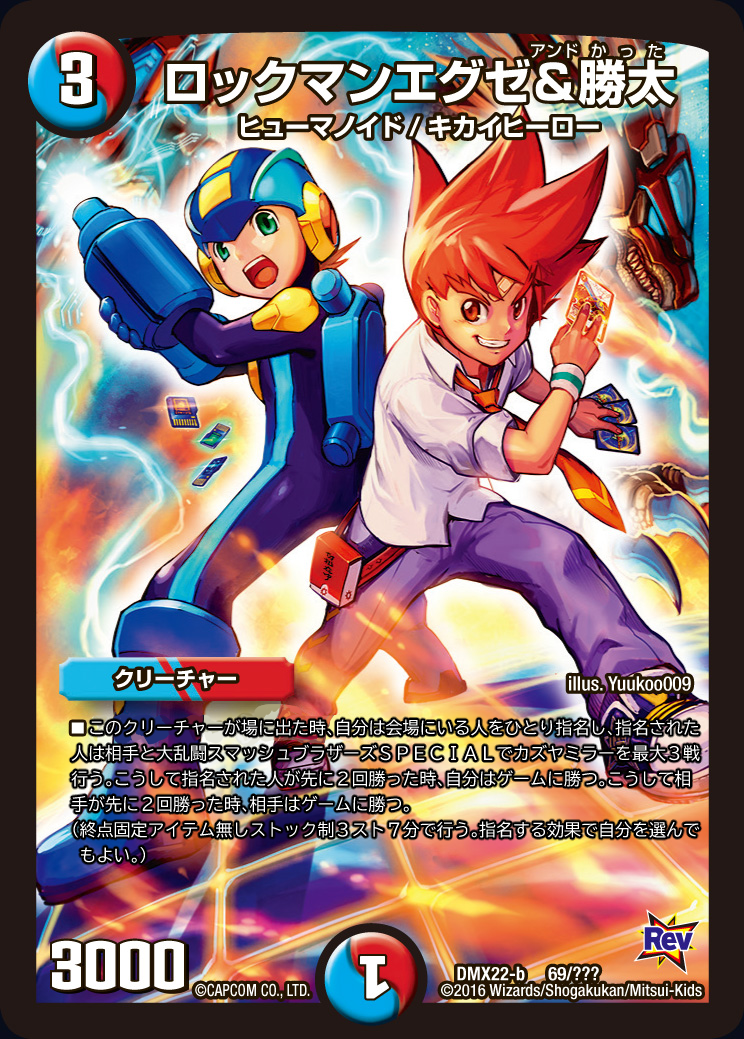 3
アンド かった
ロックマンエグゼ&勝太
ヒューマノイド / キカイヒーロー
クリーチャー
illus. Yuukoo009
■このクリーチャーが場に出た時、自分は会場にいる人をひとり指名し、指名された
人は相手と大乱闘スマッシュブラザーズSPECIALでカズヤミラーを最大3戦
行う。こうして指名された人が先に2回勝った時、自分はゲームに勝つ。こうして相
手が先に2回勝った時、相手はゲームに勝つ。
(終点固定アイテム無しストック制3スト7分で行う。指名する効果で自分を選んで
もよい。)
3000
1
Rev
DMX22-b 69/???
©CAPCOM CO., LTD.
©2016 Wizards/Shogakukan/Mitsui-Kids